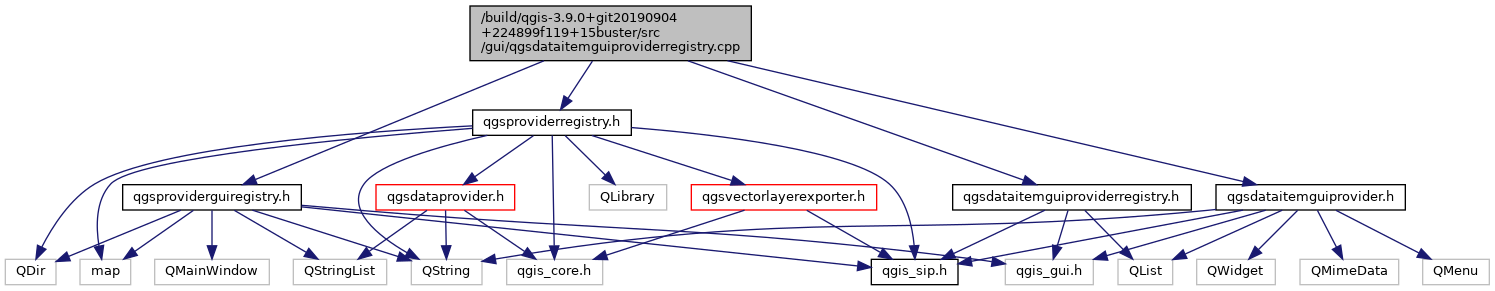 /build/qgis-3.9.0+git20190904
+224899f119+15buster/src
/gui/qgsdataitemguiproviderregistry.cpp
qgsproviderregistry.h
qgsproviderguiregistry.h
qgsdataprovider.h
QLibrary
qgsvectorlayerexporter.h
qgsdataitemguiproviderregistry.h
qgsdataitemguiprovider.h
QDir
map
QMainWindow
QStringList
QString
qgis_core.h
qgis_sip.h
qgis_gui.h
QList
QWidget
QMimeData
QMenu